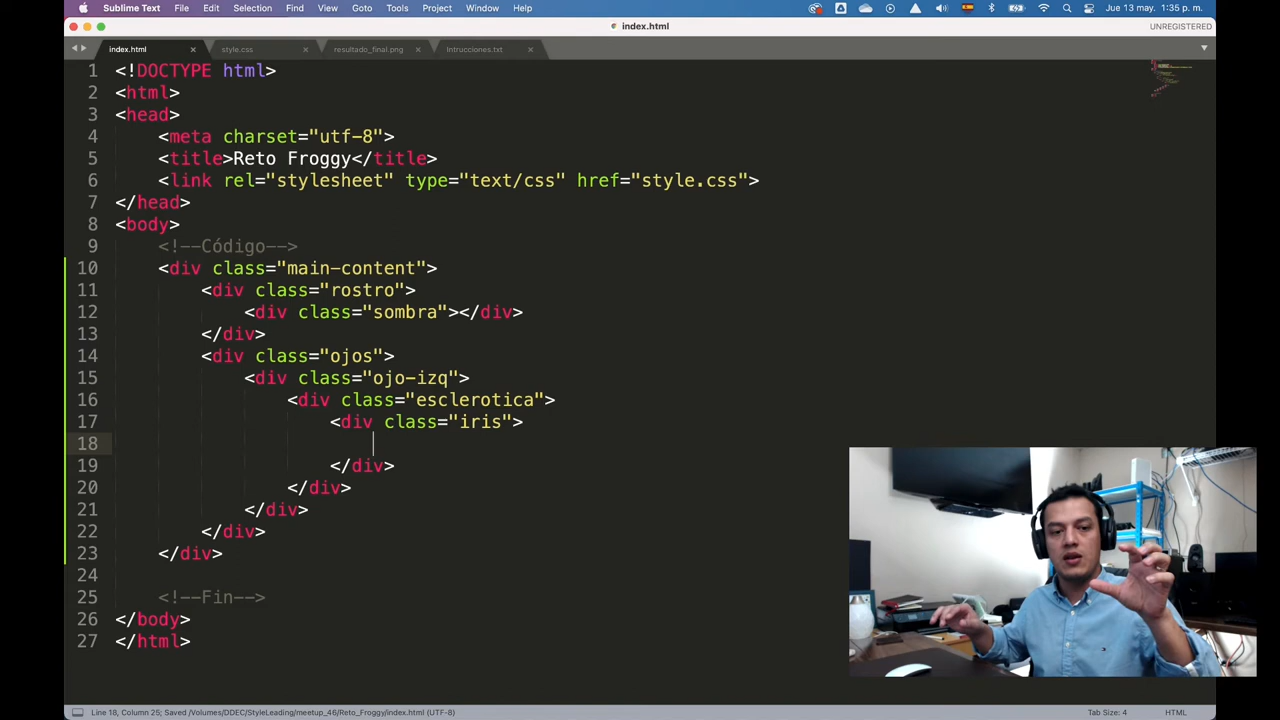 Sublime Text File Edit Selection Find View Goto Tools Project Window Help Jue 13 may. 1:35 p. m.
index.html UNREGISTERED
index.html style.css resultado_final.png Intrucciones.txt
1 <!DOCTYPE html>
2 <html>
3 <head>
4 <meta charset="utf-8">
5 <title>Reto Froggy</title>
6 <link rel="stylesheet" type="text/css" href="style.css">
7 </head>
8 <body>
9 <!--Código-->
10 <div class="main-content">
11 <div class="rostro">
12 <div class="sombra"></div>
13 </div>
14 <div class="ojos">
15 <div class="ojo-izq">
16 <div class="esclerotica">
17 <div class="iris">
18
19 </div>
20 </div>
21 </div>
22 </div>
23 </div>
24
25 <!--Fin-->
26 </body>
27 </html>
Line 18, Column 25; Saved /Volumes/DDEC/StyleLeading/meetup_46/Reto_Froggy/index.html (UTF-8) Tab Size: 4 HTML